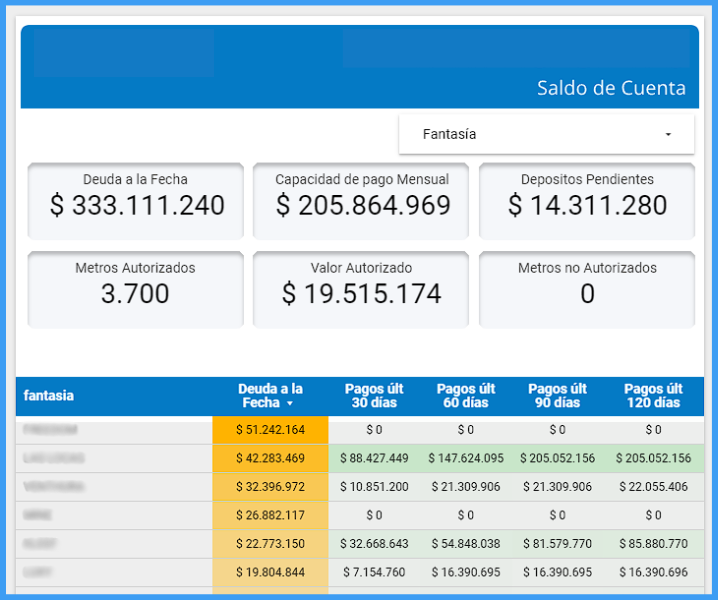 Saldo de Cuenta
Fantasía
Deuda a la Fecha
$ 333.111.240
Capacidad de pago Mensual
$ 205.864.969
Depositos Pendientes
$ 14.311.280
Metros Autorizados
3.700
Valor Autorizado
$ 19.515.174
Metros no Autorizados
0
fantasia Deuda a la Fecha Pagos últ 30 días Pagos últ 60 días Pagos últ 90 días Pagos últ 120 días
$ 51.242.164 $ 0 $ 0 $ 0 $ 0
$ 42.283.469 $ 88.427.449 $ 147.624.095 $ 205.052.156 $ 205.052.156
$ 32.396.972 $ 10.851.200 $ 21.309.906 $ 21.309.906 $ 22.055.406
$ 26.882.117 $ 0 $ 0 $ 0 $ 0
$ 22.773.150 $ 32.668.643 $ 54.848.038 $ 81.579.770 $ 85.880.770
$ 19.804.844 $ 7.154.760 $ 16.390.695 $ 16.390.695 $ 16.390.696